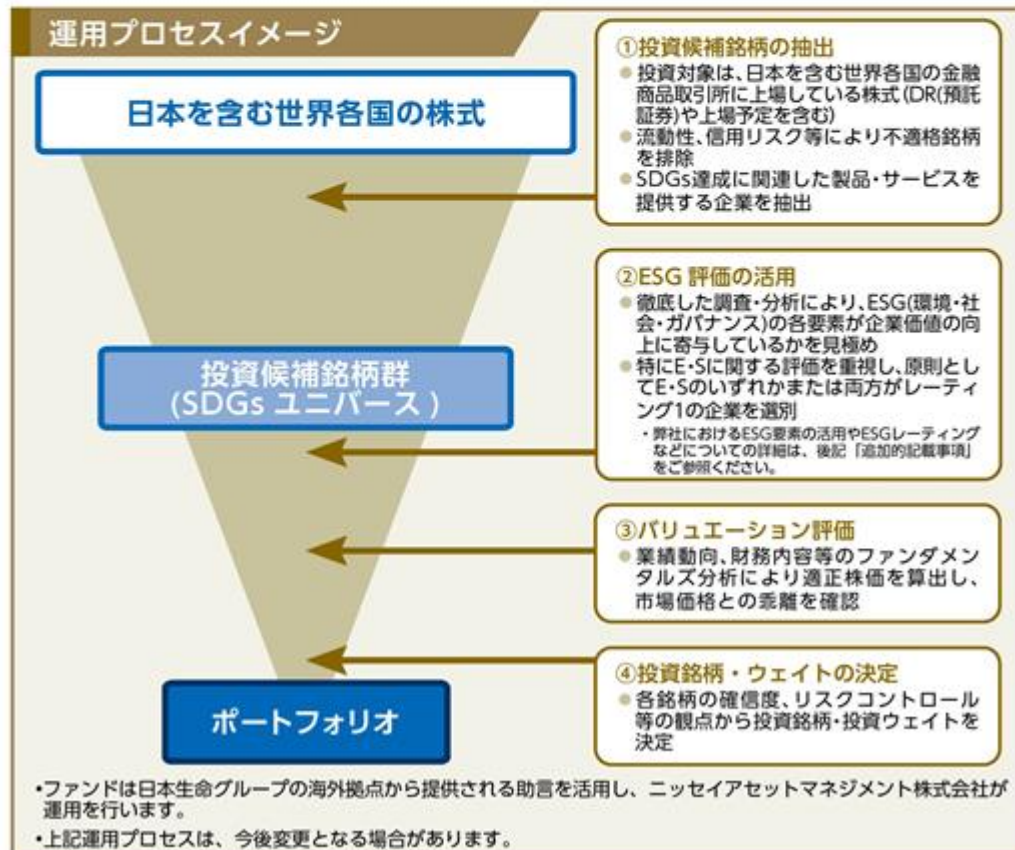 運用プロセスイメージ
日本を含む世界各国の株式
①投資候補銘柄の抽出
●投資対象は、日本を含む世界各国の金融
商品取引所に上場している株式(DR(預託
証券)や上場予定を含む)
●流動性、信用リスク等により不適格銘柄
を排除
●SDGs達成に関連した製品・サービスを
提供する企業を抽出
投資候補銘柄群
(SDGs ユニバース)
②ESG 評価の活用
●徹底した調査・分析により、ESG(環境・社
会・ガバナンス)の各要素が企業価値の向
上に寄与しているかを見極め
●特にE・Sに関する評価を重視し、原則とし
てE・Sのいずれかまたは両方がレーティ
ング1の企業を選別
・弊社におけるESG要素の活用やESGレーティング
などについての詳細は、後記「追加的記載事項」
をご参照ください。
③バリュエーション評価
●業績動向、財務内容等のファンダメン
タルズ分析により適正株価を算出し、
市場価格との乖離を確認
ポートフォリオ
④投資銘柄・ウェイトの決定
●各銘柄の確信度、リスクコントロール
等の観点から投資銘柄・投資ウェイトを
決定
•ファンドは日本生命グループの海外拠点から提供される助言を活用し、ニッセイアセットマネジメント株式会社が
運用を行います。
•上記運用プロセスは、今後変更となる場合があります。